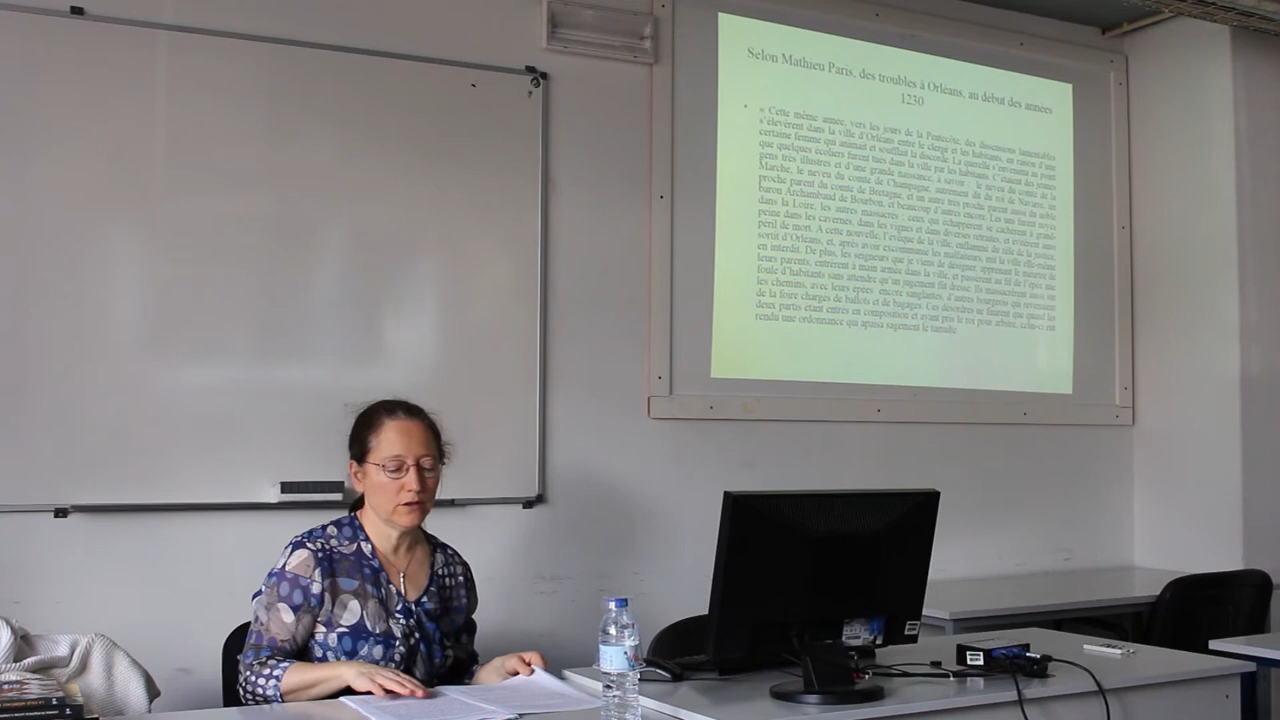 Selon Mathieu Paris, des troubles à Orléans, au début des années
1230
• « Cette même année, vers les jours de la Pentecôte, des dissensions lamentables
s'élevèrent dans la ville d'Orléans entre le clergé et les habitants, en raison d'une
certaine femme qui animait et soufflait la discorde. La querelle s'envenima au point
que quelques écoliers furent tués dans la ville par les habitants. C'étaient des jeunes
gens très illustres et d'une grande naissance, à savoir : le neveu du comte de la
Marche, le neveu du comte de Champagne, autrement dit du roi de Navarre, un
proche parent du comte de Bretagne, et un autre très proche parent aussi du noble
baron Archambaud de Bourbon, et beaucoup d'autres encore. Les uns furent noyés
dans la Loire, les autres massacrés ; ceux qui échappèrent se cachèrent à grand-
peine dans les cavernes, dans les vignes et dans diverses retraites, et évitèrent ainsi
péril de mort. A cette nouvelle, l'évêque de la ville, enflammé du zèle de la justice,
sortit d'Orléans, et, après avoir excommunié les malfaiteurs, mit la ville elle-même
en interdit. De plus, les seigneurs que je viens de désigner, apprenant le meurtre de
leurs parents, entrèrent à main armée dans la ville, et passèrent au fil de l'épée une
foule d'habitants sans attendre qu'un jugement fût dressé. Ils massacrèrent aussi sur
les chemins, avec leurs épées encore sanglantes, d'autres bourgeois qui revenaient
de la foire chargés de ballots et de bagages. Ces désordres ne finirent que quand les
deux partis étant entrés en composition et ayant pris le roi pour arbitre, celui-ci eut
rendu une ordonnance qui apaisa sagement le tumulte